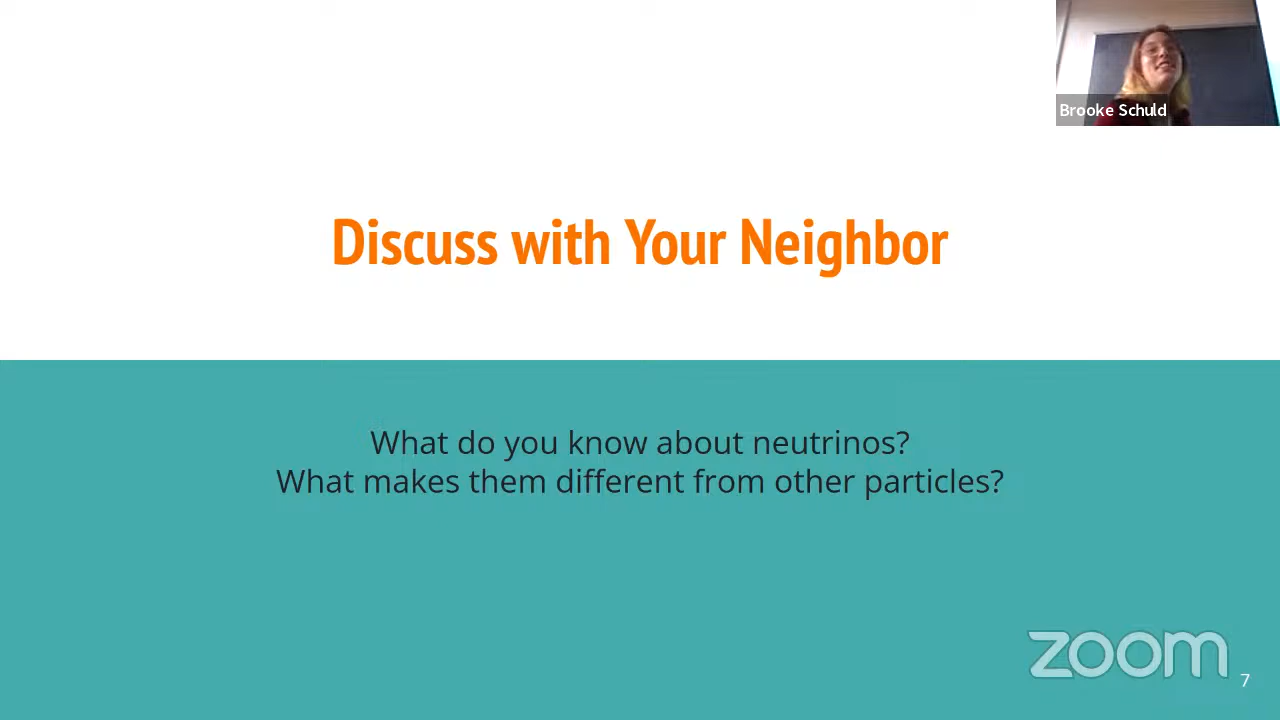 Brooke Schuld
Discuss with Your Neighbor
What do you know about neutrinos?
What makes them different from other particles?
zoom
7